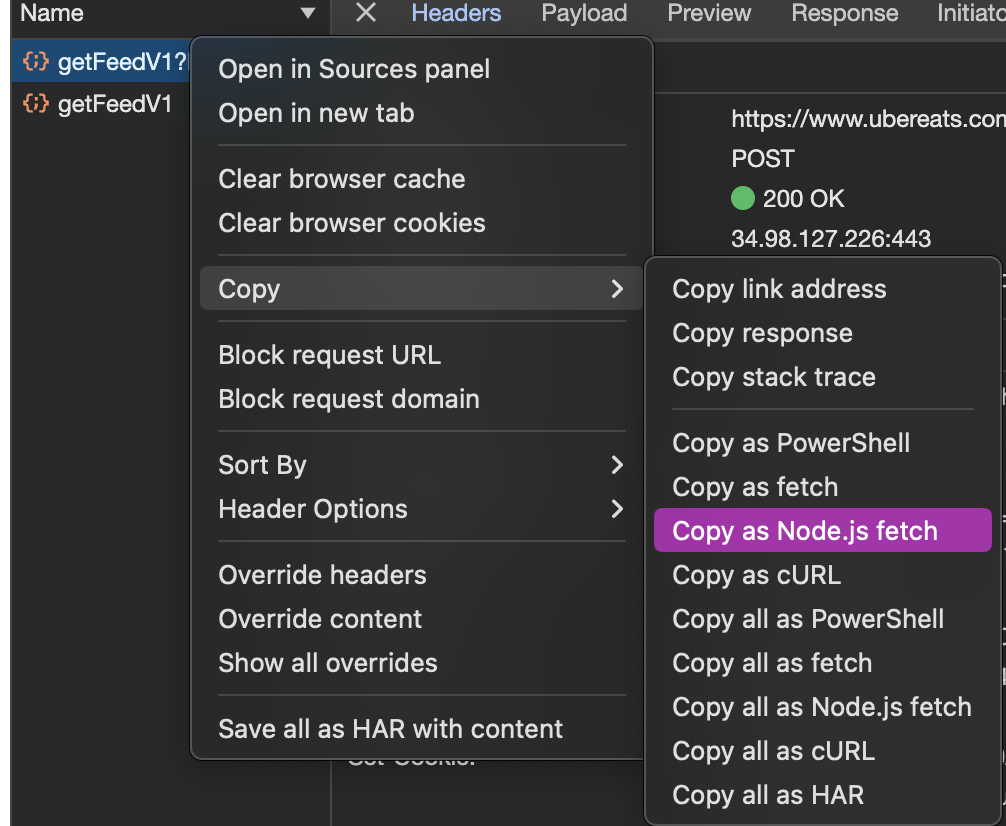 Name
Headers
Payload
Preview
Response
getFeedV1?
getFeedV1
https://www.ubereats.com
POST
200 OK
34.98.127.226:443
Open in Sources panel
Open in new tab
Clear browser cache
Clear browser cookies
Copy
Block request URL
Block request domain
Sort By
Header Options
Override headers
Override content
Show all overrides
Save all as HAR with content
Copy link address
Copy response
Copy stack trace
Copy as PowerShell
Copy as fetch
Copy as Node.js fetch
Copy as cURL
Copy all as PowerShell
Copy all as fetch
Copy all as Node.js fetch
Copy all as cURL
Copy all as HAR